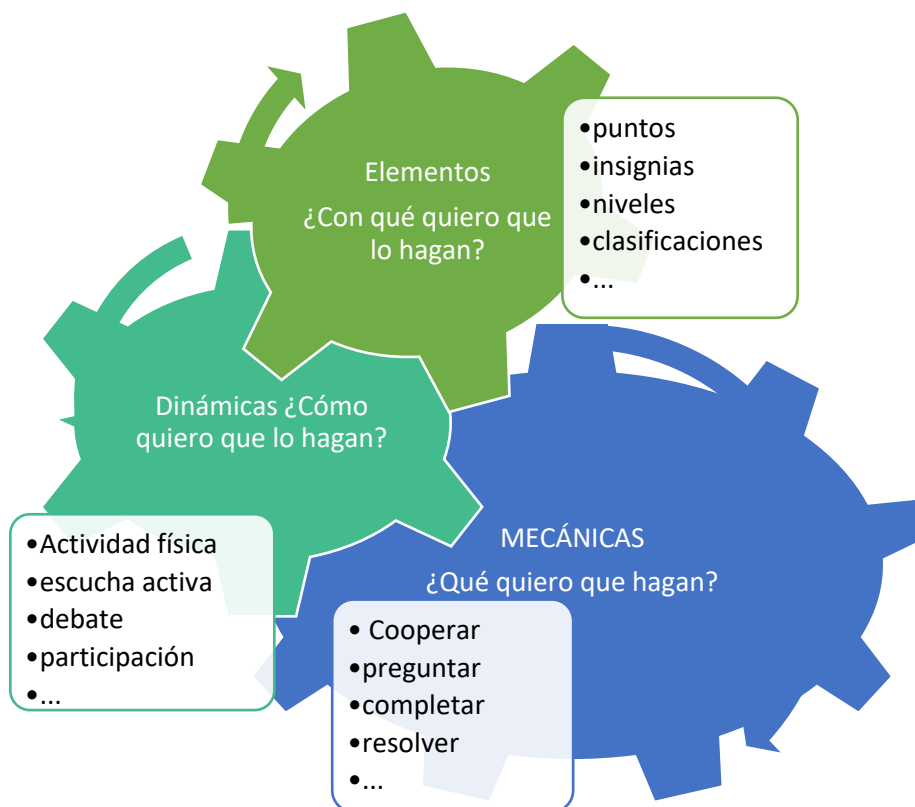 Elementos
¿Con qué quiero que
lo hagan?
•puntos
•insignias
•niveles
•clasificaciones
•...
Dinámicas ¿Cómo
quiero que lo hagan?
•Actividad física
•escucha activa
•debate
•participación
•...
MECÁNICAS
¿Qué quiero que hagan?
• Cooperar
•preguntar
•completar
•resolver
•...